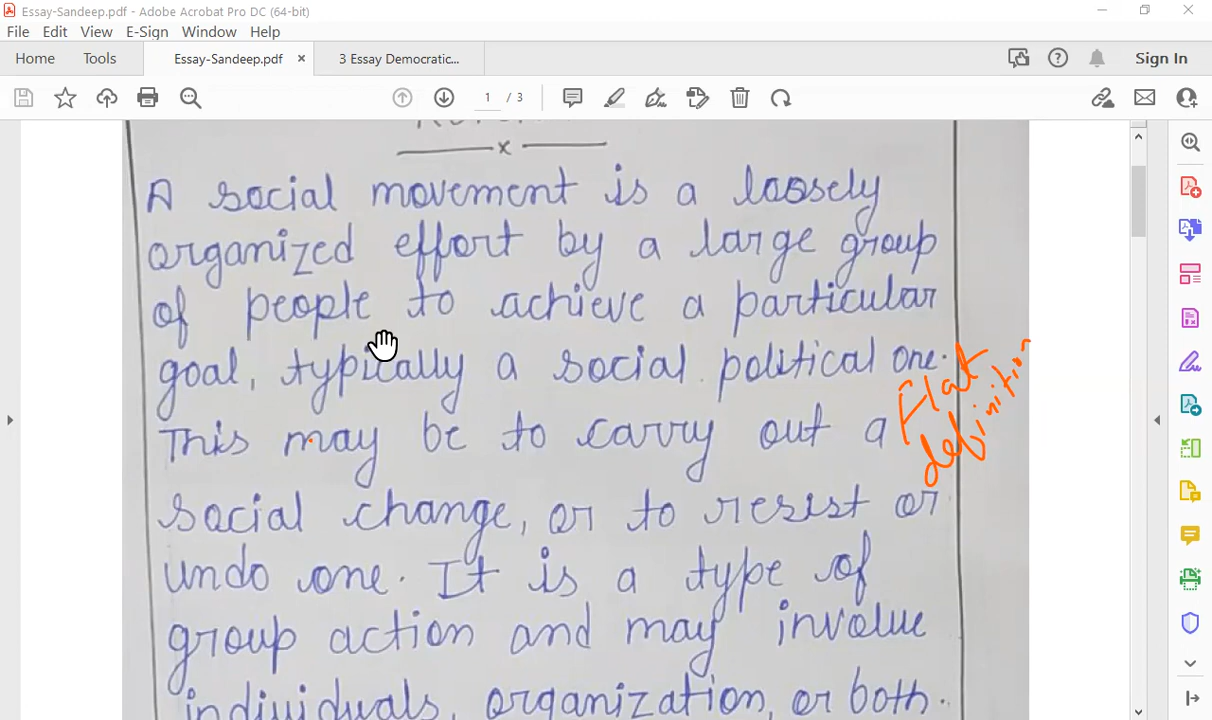 Essay-Sandeep.pdf - Adobe Acrobat Pro DC (64-bit)
File Edit View E-Sign Window Help
Home Tools Essay-Sandeep.pdf × 3 Essay Democratic... Sign In
1 / 3
x
A social movement is a loosely
organized effort by a large group
of people to achieve a particular
goal, typically a social political one.
Flat
definition
This may be to carry out a
social change, or to resist or
undo one. It is a type of
group action and may involve
individuals, organization, or both.